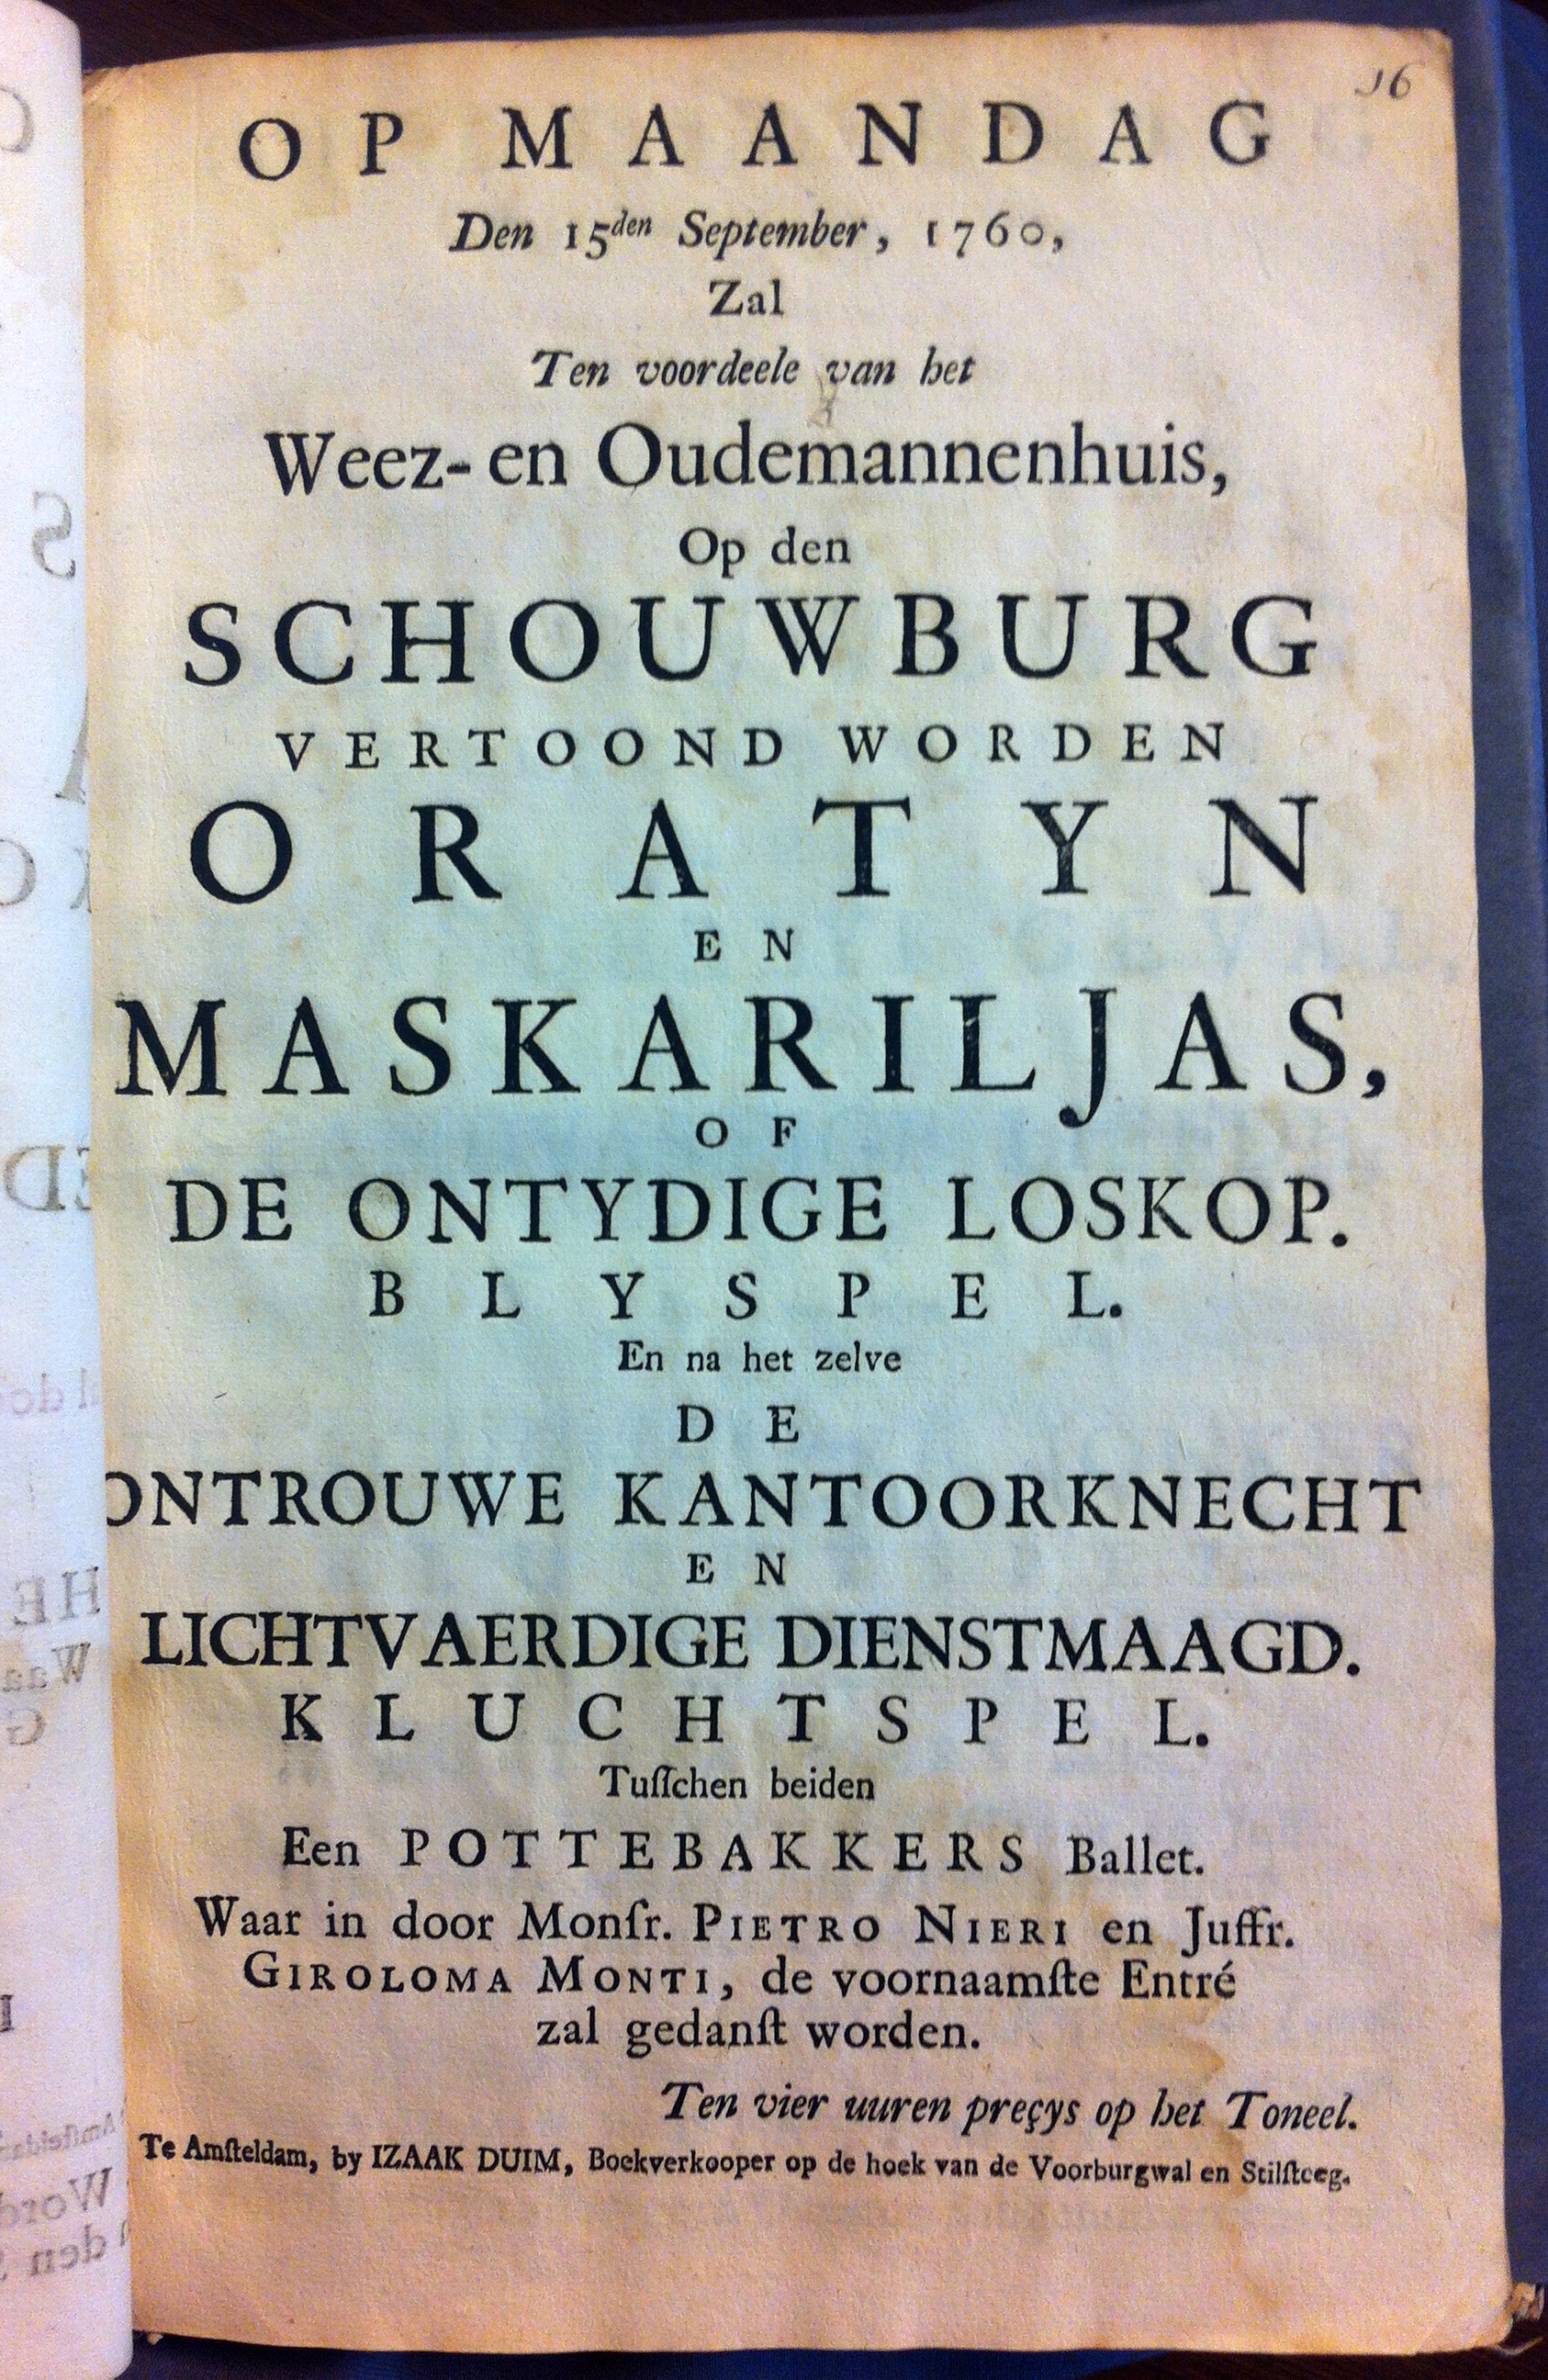 16
OP MAANDAG
Den 15den September, 1760,
Zal
Ten voordeele van het
Weez- en Oudemannenhuis,
Op den
SCHOUWBURG
VERTOOND WORDEN
ORATYN
EN
MASKARILJAS,
OF
DE ONTYDIGE LOSKOP.
BLYSPEL.
En na het zelve
DE
ONTROUWE KANTOORKNECHT
EN
LICHTVAERDIGE DIENSTMAAGD.
KLUCHTSPEL.
Tuſſchen beiden
Een POTTEBAKKERS Ballet.
Waar in door Monſr. PIETRO NIERI en Juffr.
GIROLOMA MONTI, de voornaamſte Entré
zal gedanſt worden.
Ten vier uuren preçys op het Toneel.
Te Amſteldam, by IZAAK DUIM, Boekverkooper op de hoek van de Voorburgwal en Stilſteeg.